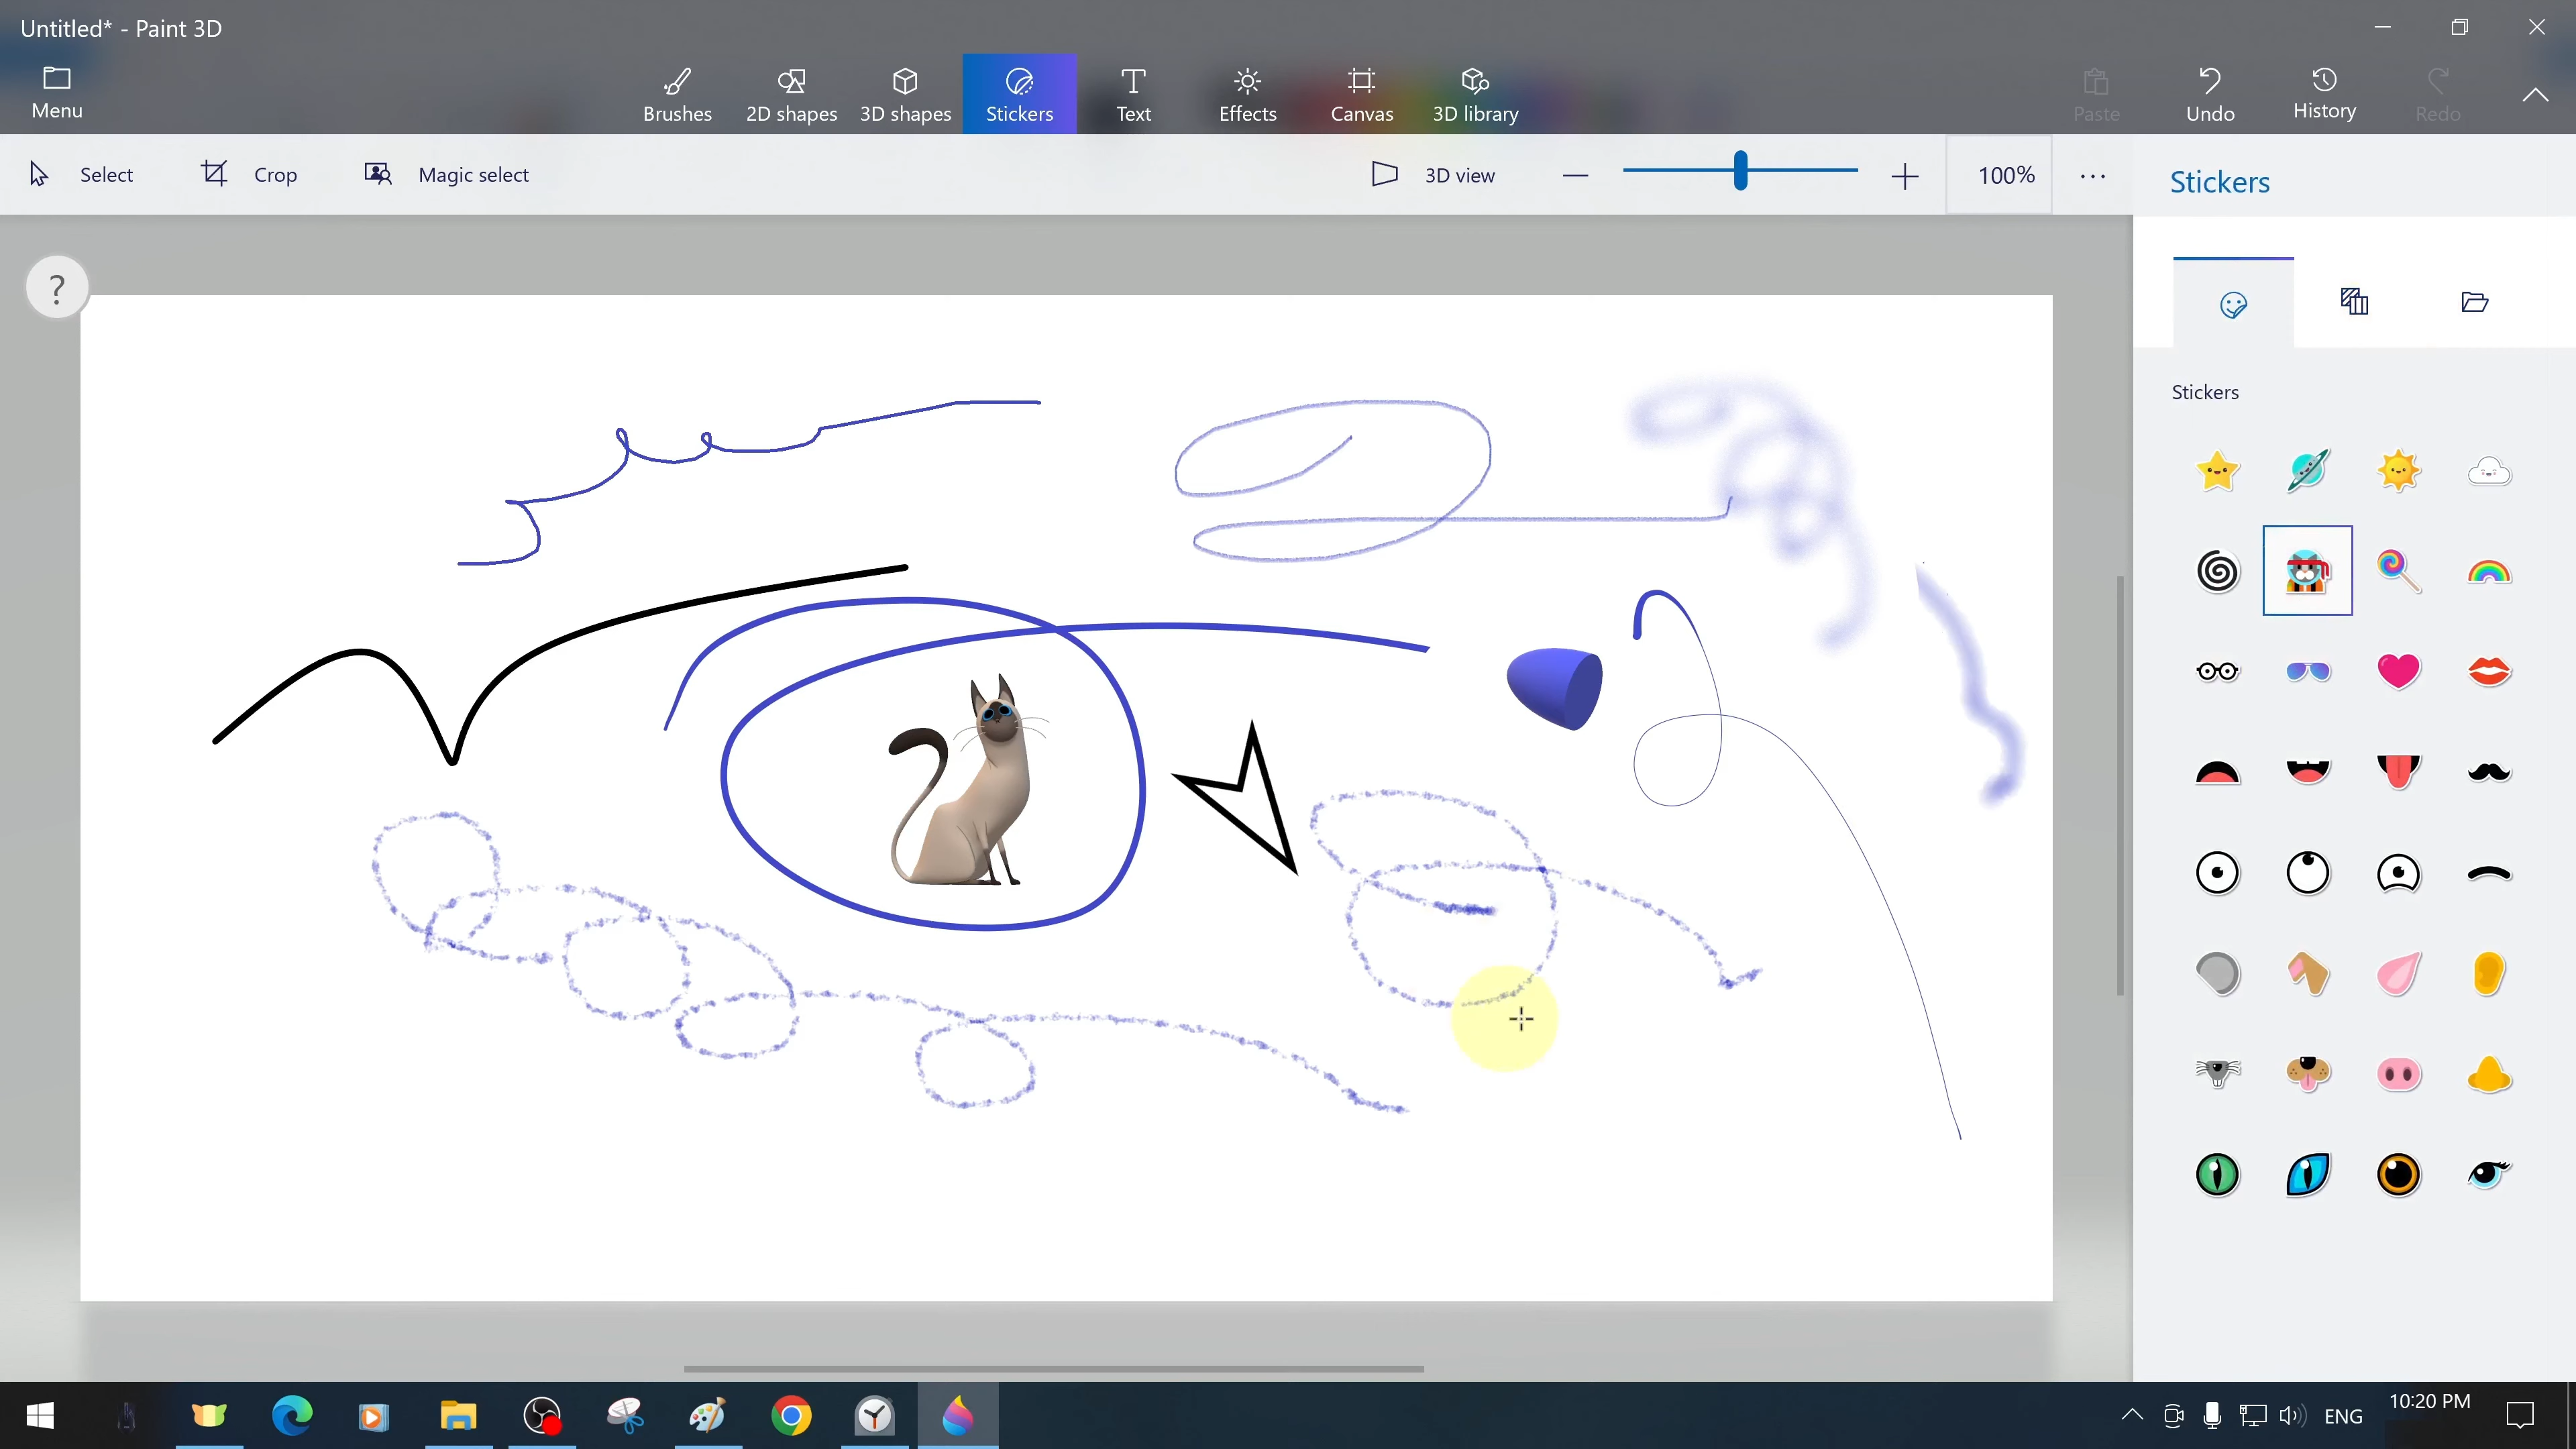 Untitled* - Paint 3D
Menu
Brushes
2D shapes
3D shapes
Stickers
Text
Effects
Canvas
3D library
Paste
Undo
History
Redo
Select
Crop
Magic select
3D view
100%
Stickers
?
Stickers
ENG
10:20 PM